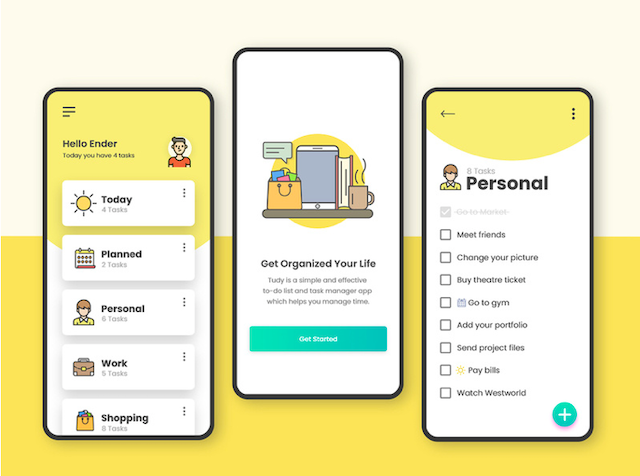 Hello Ender
Today you have 4 tasks
Today
4 Tasks
Planned
2 Tasks
Personal
6 Tasks
Work
5 Tasks
Shopping
8 Tasks
Get Organized Your Life
Tudy is a simple and effective
to-do list and task manager app
which helps you manage time.
Get Started
8 Tasks
Personal
Go to Market
Meet friends
Change your picture
Buy theatre ticket
Go to gym
Add your portfolio
Send project files
Pay bills
Watch Westworld